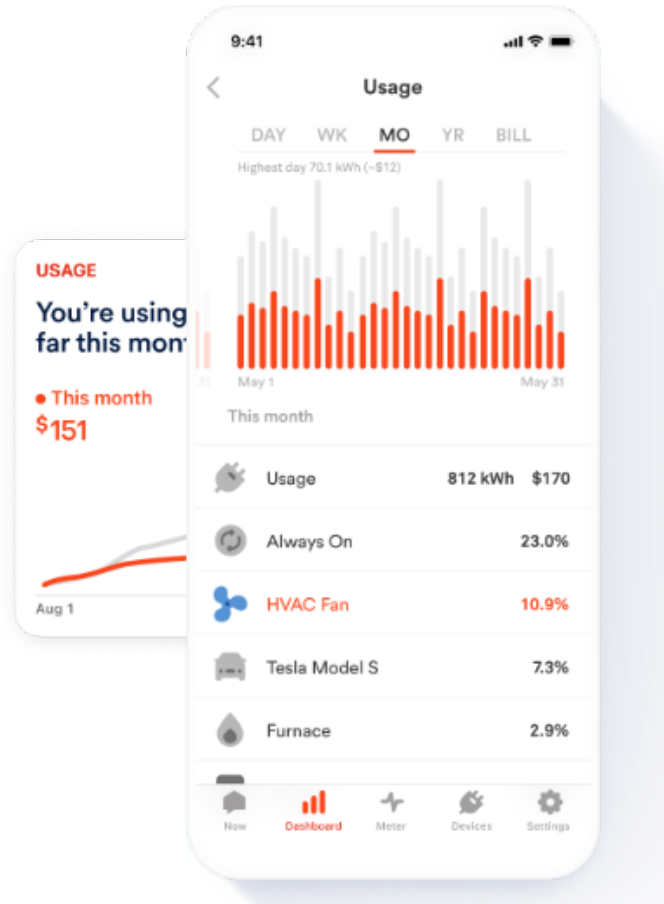 9:41
Usage
DAY WK MO YR BILL
Highest day 70.1 kWh (~$12)
31 May 1 May 31
This month
Usage 812 kWh $170
Always On 23.0%
HVAC Fan 10.9%
Tesla Model S 7.3%
Furnace 2.9%
Now Dashboard Meter Devices Settings
USAGE
You're using
far this
This month
$151
Aug 1